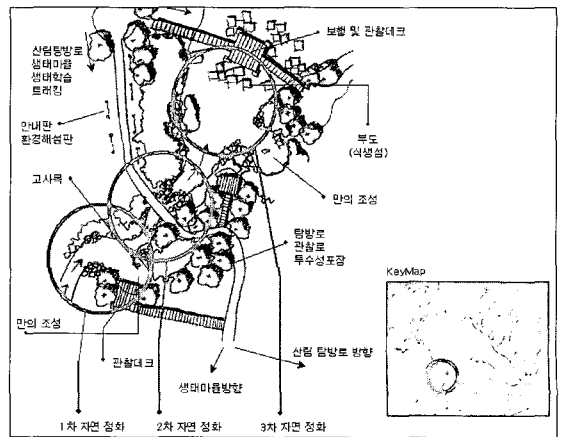 보행 및 관찰데크
산림탐방로
생태마을
생태학습
트래킹
안내판
환경해설판
부도
(식생섬)
고사목
만의 조성
탐방로
관찰로
투수성포장
KeyMap
만의 조성
관찰데크
산림 탐방로 방향
생태마을방향
1차 자연 정화
2차 자연 정화
3차 자연 정화